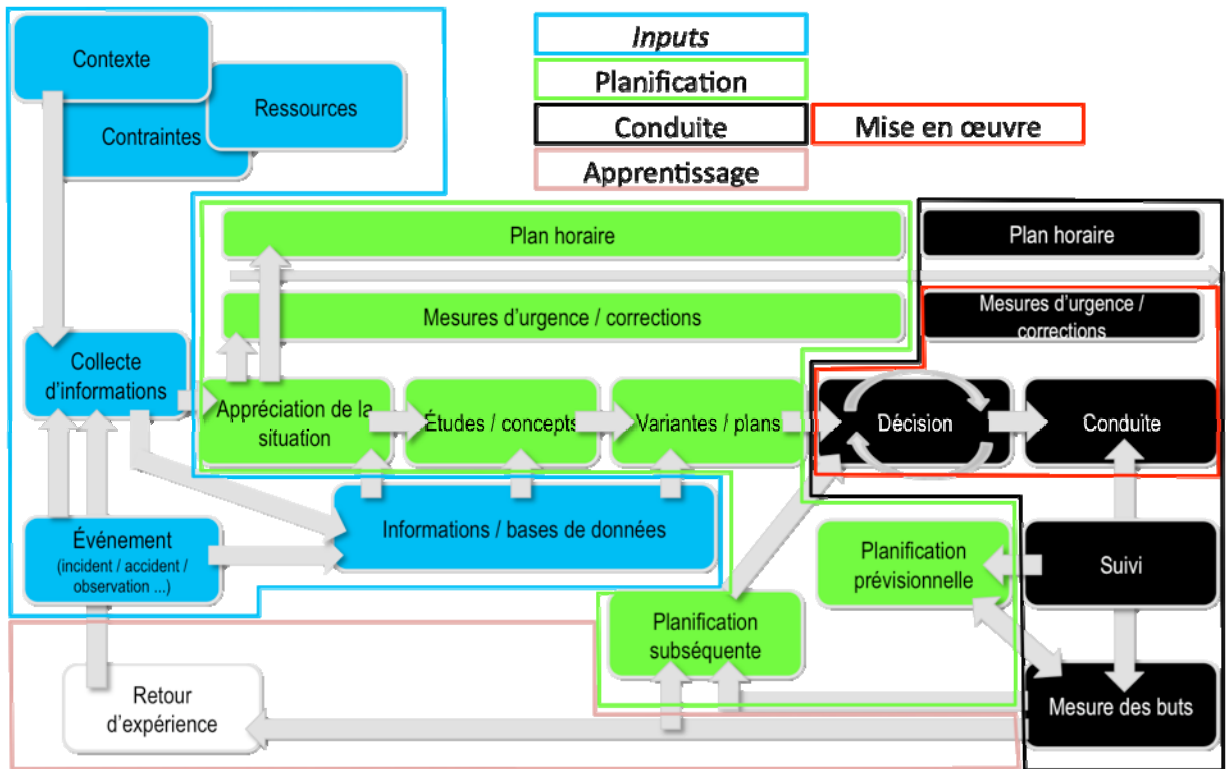 Contexte
Ressources
Contraintes
Inputs
Planification
Conduite
Mise en œuvre
Apprentissage
Plan horaire
Plan horaire
Mesures d'urgence / corrections
Mesures d'urgence /
corrections
Collecte
d'informations
Appréciation de la
situation
Études / concepts
Variantes / plans
Décision
Conduite
Informations / bases de données
Événement
(incident / accident /
observation ...)
Planification
prévisionnelle
Suivi
Planification
subséquente
Retour
d'expérience
Mesure des buts